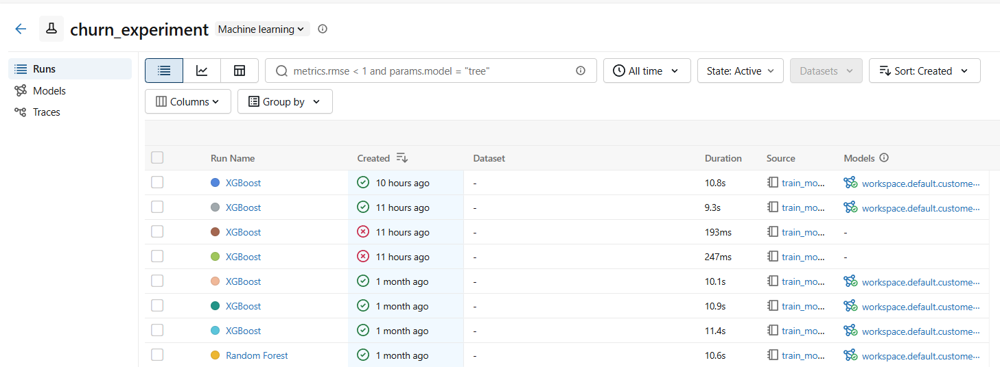 churn_experiment Machine learning
Runs
Models
Traces
metrics.rmse < 1 and params.model = "tree"
All time
State: Active
Datasets
Sort: Created
Columns
Group by
Run Name Created Dataset Duration Source Models
XGBoost 10 hours ago - 10.8s train_mo... workspace.default.custome...
XGBoost 11 hours ago - 9.3s train_mo... workspace.default.custome...
XGBoost 11 hours ago - 193ms train_mo... -
XGBoost 11 hours ago - 247ms train_mo... -
XGBoost 1 month ago - 10.1s train_mo... workspace.default.custome...
XGBoost 1 month ago - 10.9s train_mo... workspace.default.custome...
XGBoost 1 month ago - 11.4s train_mo... workspace.default.custome...
Random Forest 1 month ago - 10.6s train_mo... workspace.default.custome...